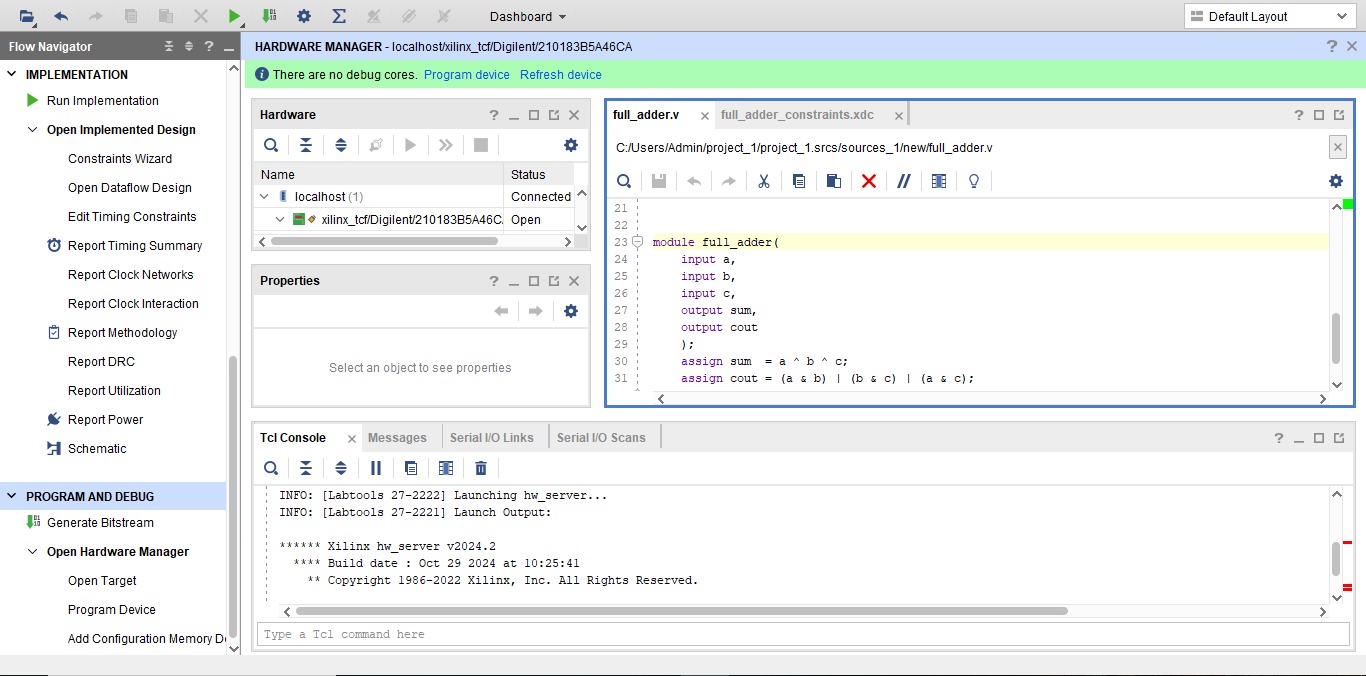 Dashboard
Default Layout
Flow Navigator
HARDWARE MANAGER - localhost/xilinx_tcf/Digilent/210183B5A46CA
There are no debug cores. Program device Refresh device
IMPLEMENTATION
Run Implementation
Open Implemented Design
Constraints Wizard
Open Dataflow Design
Edit Timing Constraints
Report Timing Summary
Report Clock Networks
Report Clock Interaction
Report Methodology
Report DRC
Report Utilization
Report Power
Schematic
PROGRAM AND DEBUG
Generate Bitstream
Open Hardware Manager
Open Target
Program Device
Add Configuration Memory D
Hardware
Name Status
localhost (1) Connected
xilinx_tcf/Digilent/210183B5A46C. Open
Properties
Select an object to see properties
full_adder.v full_adder_constraints.xdc
C:/Users/Admin/project_1/project_1.srcs/sources_1/new/full_adder.v
21
22
23 module full_adder(
24 input a,
25 input b,
26 input c,
27 output sum,
28 output cout
29 );
30 assign sum = a ^ b ^ c;
31 assign cout = (a & b) | (b & c) | (a & c);
Tcl Console Messages Serial I/O Links Serial I/O Scans
INFO: [Labtools 27-2222] Launching hw_server...
INFO: [Labtools 27-2221] Launch Output:
****** Xilinx hw_server v2024.2
**** Build date : Oct 29 2024 at 10:25:41
** Copyright 1986-2022 Xilinx, Inc. All Rights Reserved.
Type a Tcl command here